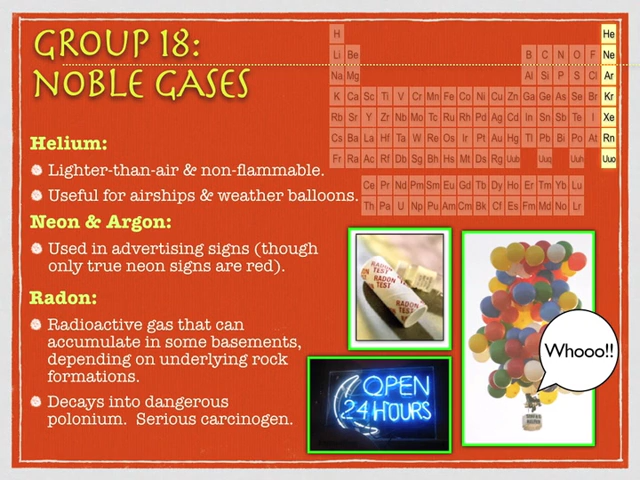 GROUP 18:
NOBLE GASES
H He
Li Be B C N O F Ne
Na Mg Al Si P S Cl Ar
K Ca Sc Ti V Cr Mn Fe Co Ni Cu Zn Ga Ge As Se Br Kr
Rb Sr Y Zr Nb Mo Tc Ru Rh Pd Ag Cd In Sn Sb Te I Xe
Cs Ba La Hf Ta W Re Os Ir Pt Au Hg Tl Pb Bi Po At Rn
Fr Ra Ac Rf Db Sg Bh Hs Mt Ds Rg Uub Uuq Uuh Uuo
Ce Pr Nd Pm Sm Eu Gd Tb Dy Ho Er Tm Yb Lu
Th Pa U Np Pu Am Cm Bk Cf Es Fm Md No Lr
Helium:
Lighter-than-air & non-flammable.
Useful for airships & weather balloons.
Neon & Argon:
Used in advertising signs (though
only true neon signs are red).
Radon:
Radioactive gas that can
accumulate in some basements,
depending on underlying rock
formations.
Decays into dangerous
polonium. Serious carcinogen.
RADON
TEST
RADON
TEST
RADON
TEST
OPEN
24 HOURS
Whooo!!